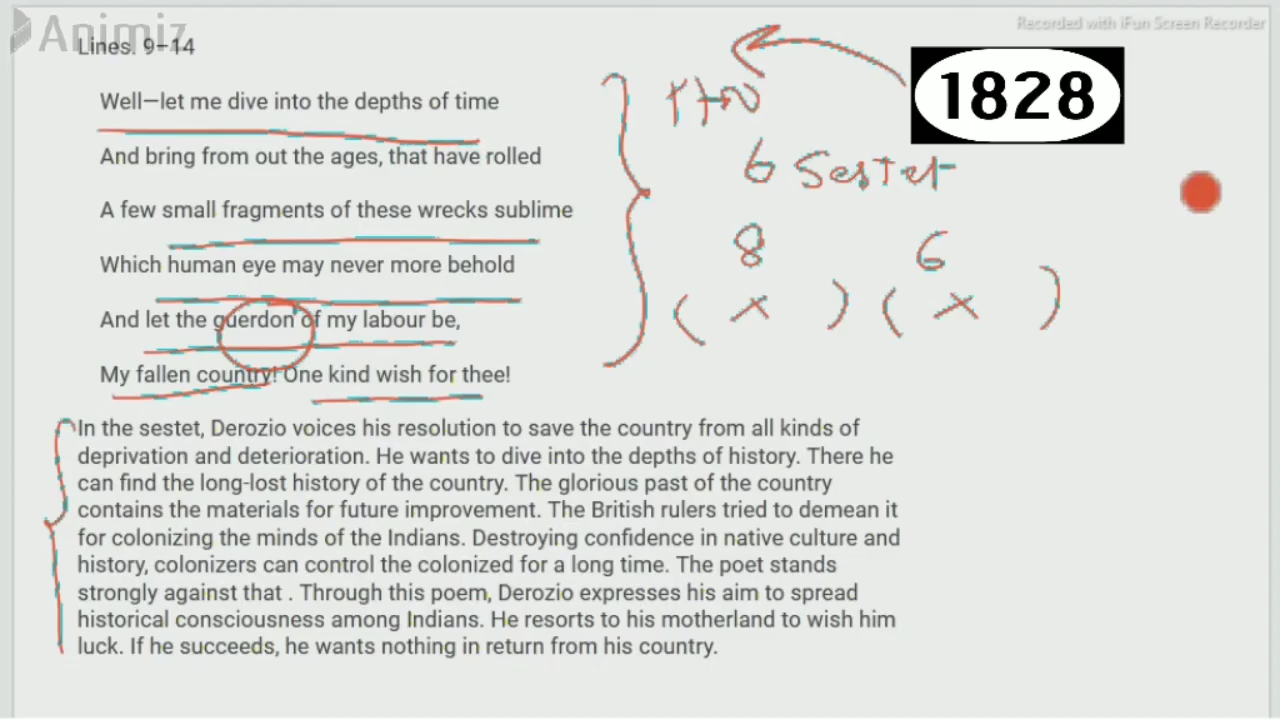 Animiz
Recorded with iFun Screen Recorder
Lines. 9–14
1828
Well—let me dive into the depths of time
And bring from out the ages, that have rolled
6 Sestet
A few small fragments of these wrecks sublime
8 6
Which human eye may never more behold
(x) (x)
And let the guerdon of my labour be,
My fallen country! One kind wish for thee!
In the sestet, Derozio voices his resolution to save the country from all kinds of
deprivation and deterioration. He wants to dive into the depths of history. There he
can find the long-lost history of the country. The glorious past of the country
contains the materials for future improvement. The British rulers tried to demean it
for colonizing the minds of the Indians. Destroying confidence in native culture and
history, colonizers can control the colonized for a long time. The poet stands
strongly against that . Through this poem, Derozio expresses his aim to spread
historical consciousness among Indians. He resorts to his motherland to wish him
luck. If he succeeds, he wants nothing in return from his country.